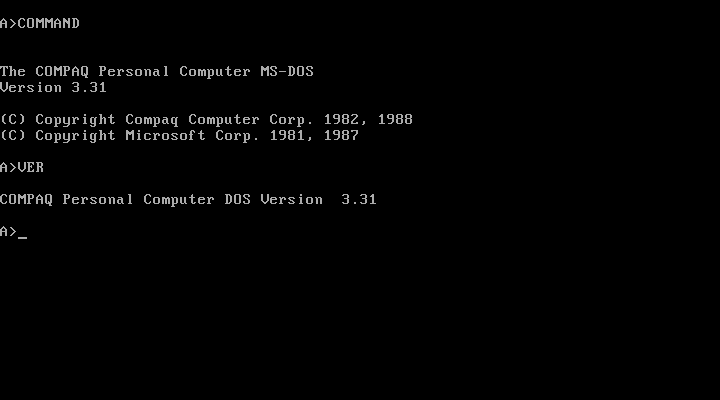 A>COMMAND
The COMPAQ Personal Computer MS-DOS
Version 3.31
(C) Copyright Compaq Computer Corp. 1982, 1988
(C) Copyright Microsoft Corp. 1981, 1987
A>VER
COMPAQ Personal Computer DOS Version  3.31
A>_